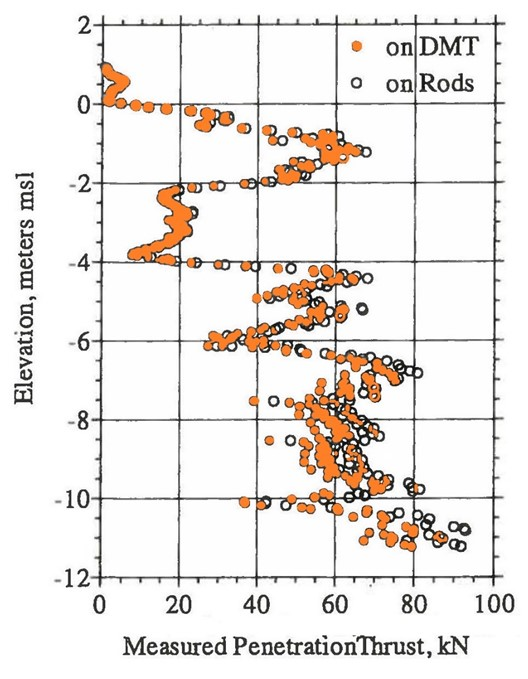 2
on DMT
on Rods
0
-2
-4
-6
-8
-10
-12
0 20 40 60 80 100
Elevation, meters msl
Measured PenetrationThrust, kN